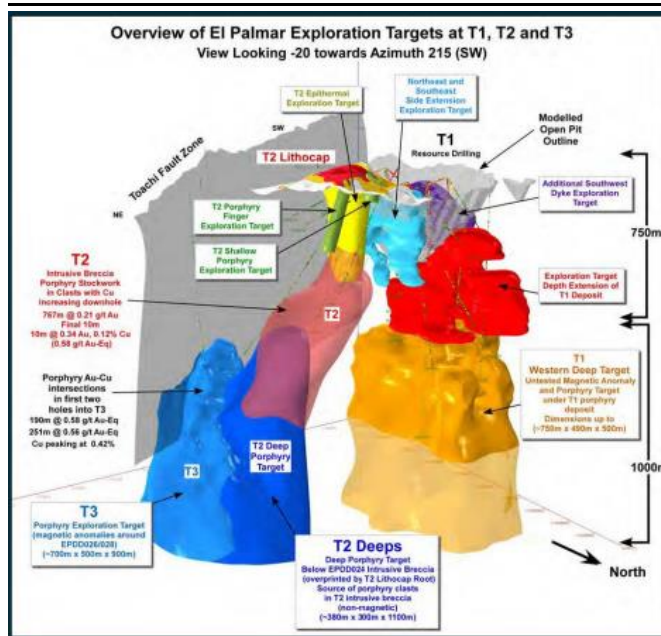 Overview of El Palmar Exploration Targets at T1, T2 and T3
View Looking -20 towards Azimuth 215 (SW)
T2 Epithermal
Exploration Target
Northeast and
Southeast
Side Extension
Exploration Target
SW
T1
Resource Drilling
Modelled
Open Pit
Outline
Toachi Fault Zone
T2 Lithocap
NE
Additional Southwest
Dyke Exploration
Target
T2 Porphyry
Finger
Exploration Target
T2 Shallow
Porphyry
Exploration Target
750m
T2
Intrusive Breccia
Porphyry Stockwork
in Clasts with Cu
increasing downhole
767m @ 0.21 g/t Au
Final 10m
10m @ 0.34 Au, 0.12% Cu
(0.58 g/t Au-Eq)
Exploration Target
Depth Extension of
T1 Deposit
T2
T1
Western Deep Target
Untested Magnetic Anomaly
and Porphyry Target
under T1 porphyry
deposit
Dimensions up to
(~750m x 490m x 500m)
Porphyry Au-Cu
intersections
in first two
holes into T3
190m @ 0.58 g/t Au-Eq
251m @ 0.56 g/t Au-Eq
Cu peaking at 0.42%
T2 Deep
Porphyry
Target
T3
1000m
T3
Porphyry Exploration Target
(magnetic anomalies around
EPDD026/028)
(~700m x 500m x 900m)
T2 Deeps
Deep Porphyry Target
Below EPDD024 Intrusive Breccia
(overprinted by T2 Lithocap Root)
Source of porphyry clasts
in T2 intrusive breccia
(non-magnetic)
(~380m x 300m x 1100m)
North